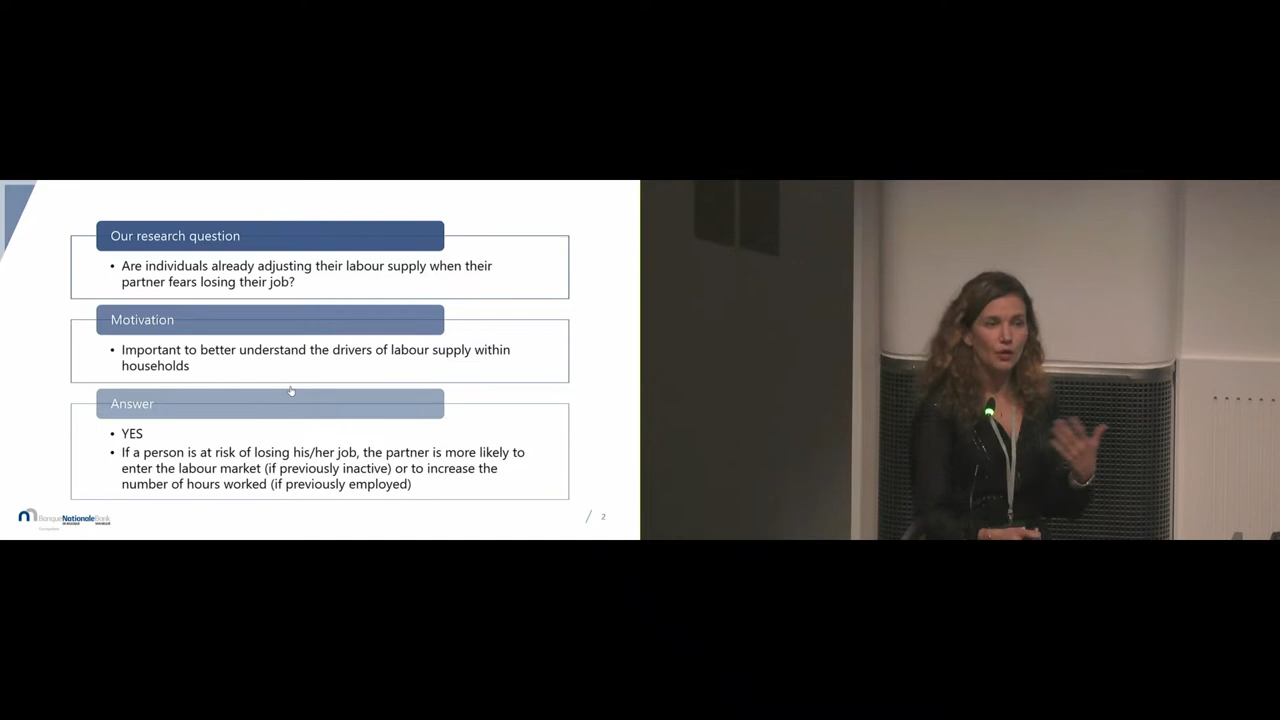 Our research question
• Are individuals already adjusting their labour supply when their
partner fears losing their job?
Motivation
• Important to better understand the drivers of labour supply within
households
Answer
• YES
• If a person is at risk of losing his/her job, the partner is more likely to
enter the labour market (if previously inactive) or to increase the
number of hours worked (if previously employed)
BanqueNationaleBank
/ 2